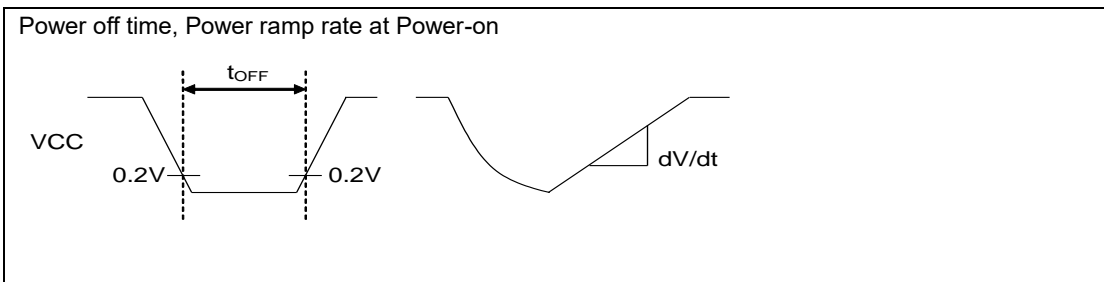 Power off time, Power ramp rate at Power-on
tOFF
VCC
0.2V
0.2V
dV/dt